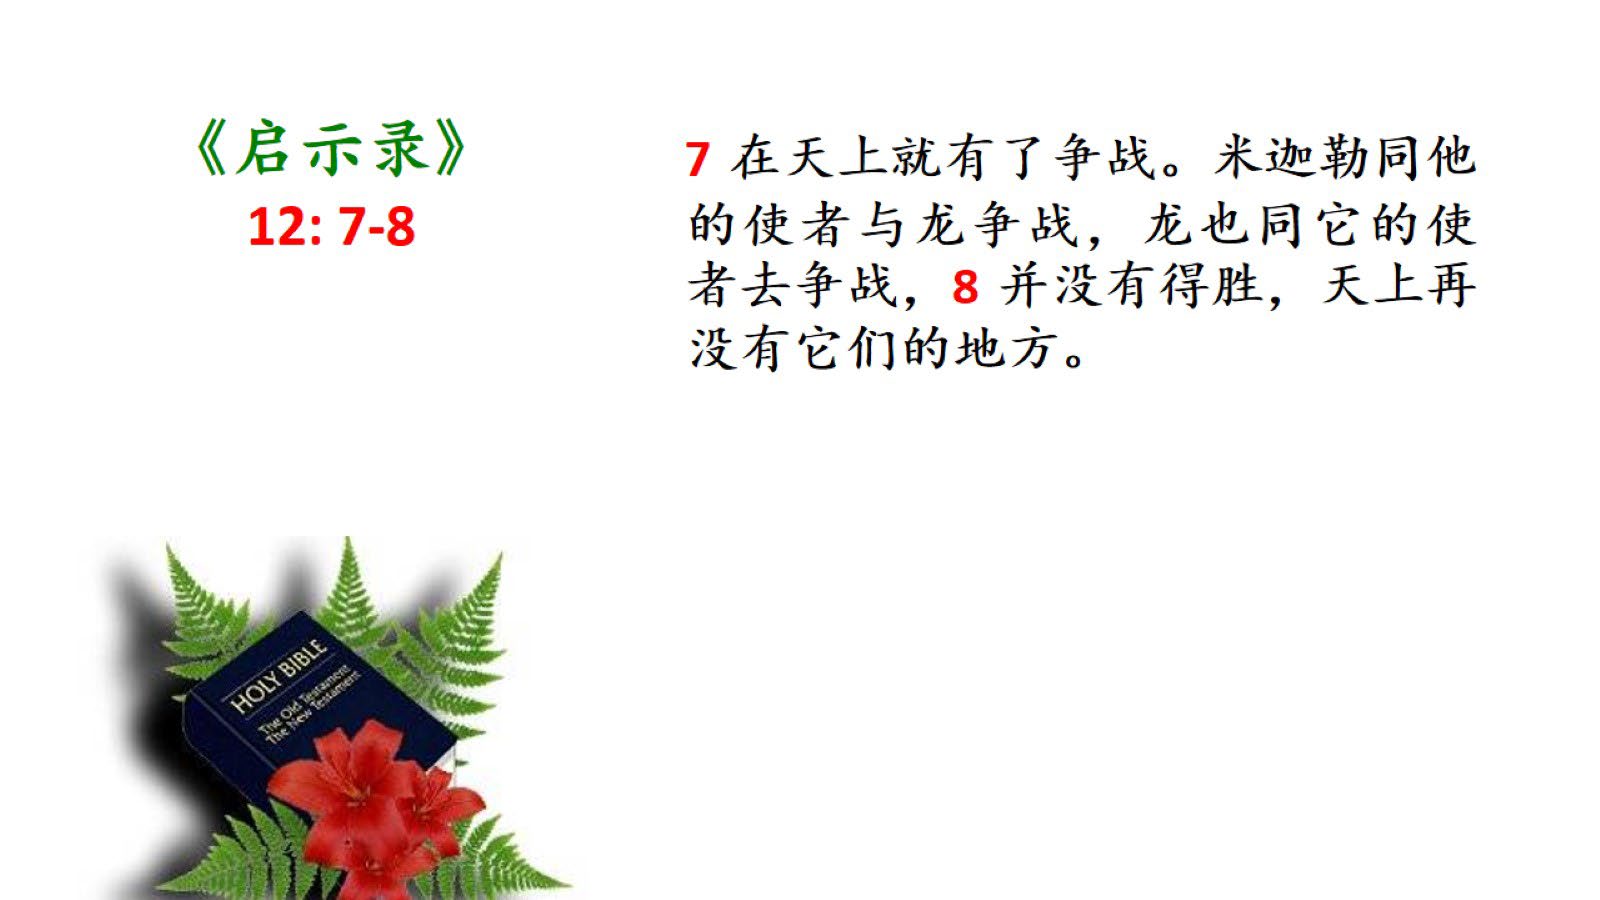 《启示录》
12: 7-8
7 在天上就有了争战。米迦勒同他
的使者与龙争战，龙也同它的使
者去争战，8 并没有得胜，天上再
没有它们的地方。
HOLY BIBLE
The Old Testament
The New Testament